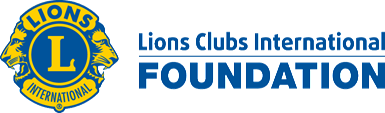 LIONS
L
INTERNATIONAL
®
Lions Clubs International
FOUNDATION